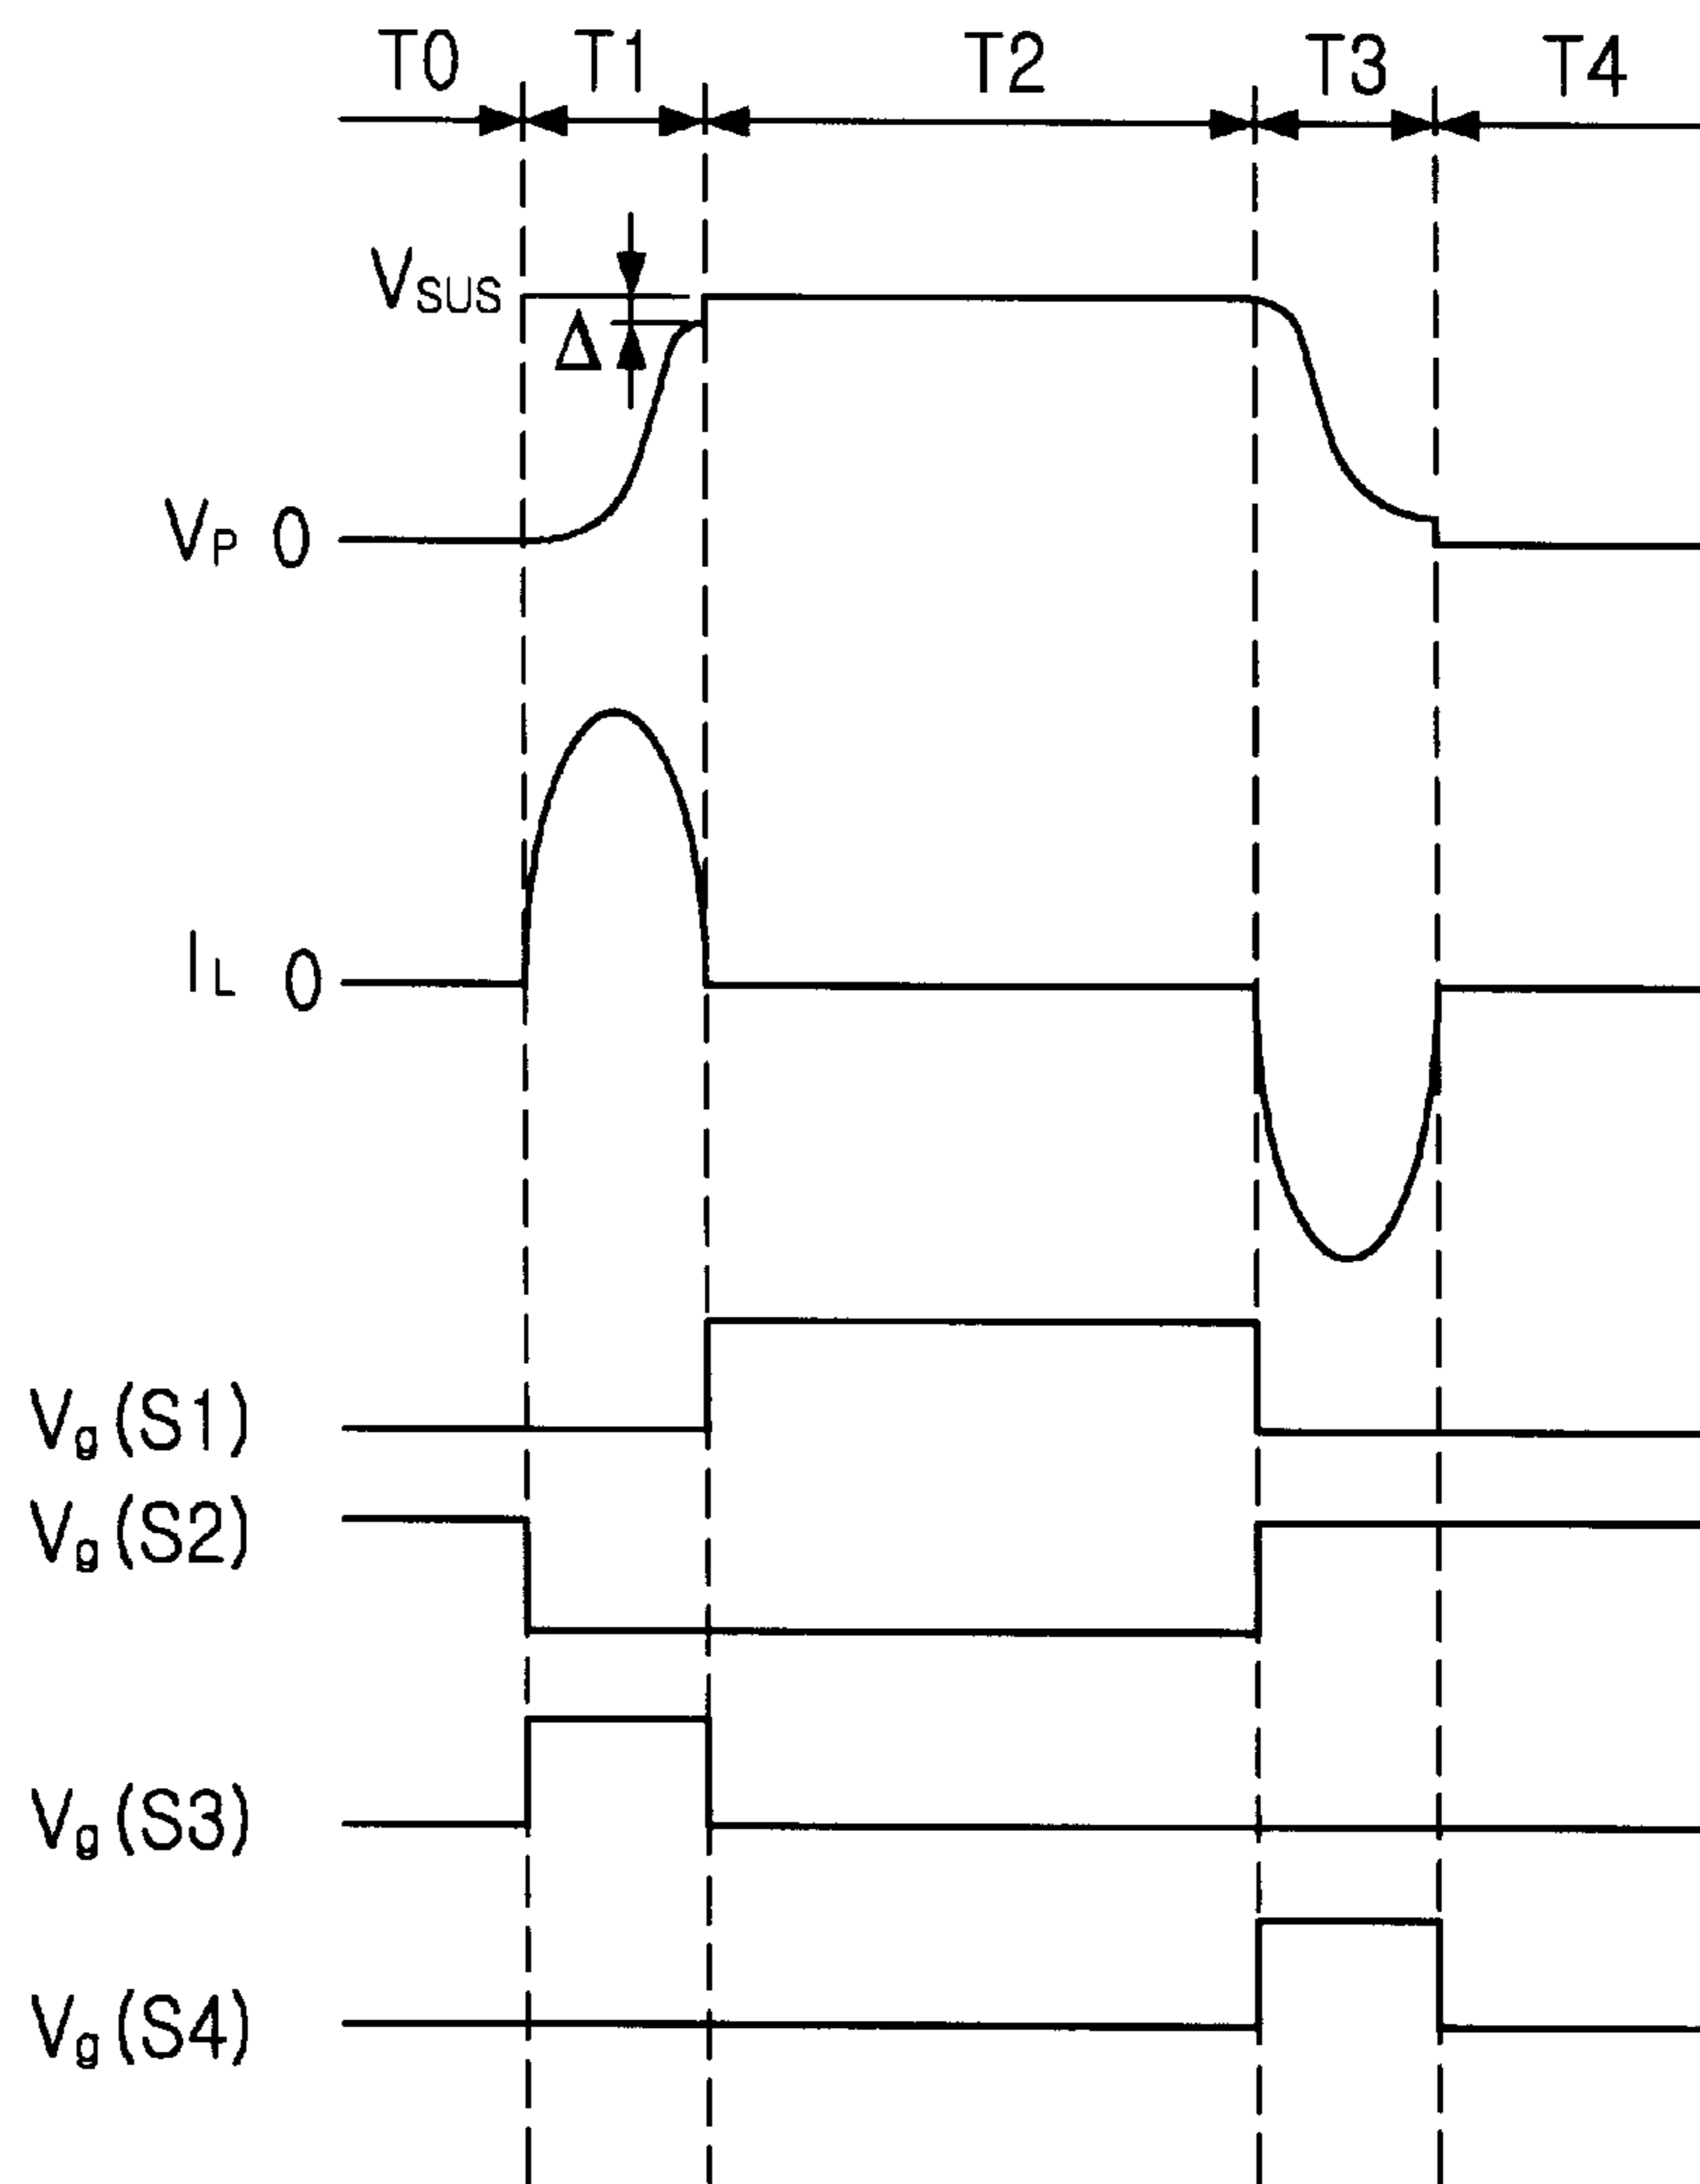 T0 T1 T2 T3 T4
VSUS
Δ
VP 0
IL 0
Vg(S1)
Vg(S2)
Vg(S3)
Vg(S4)